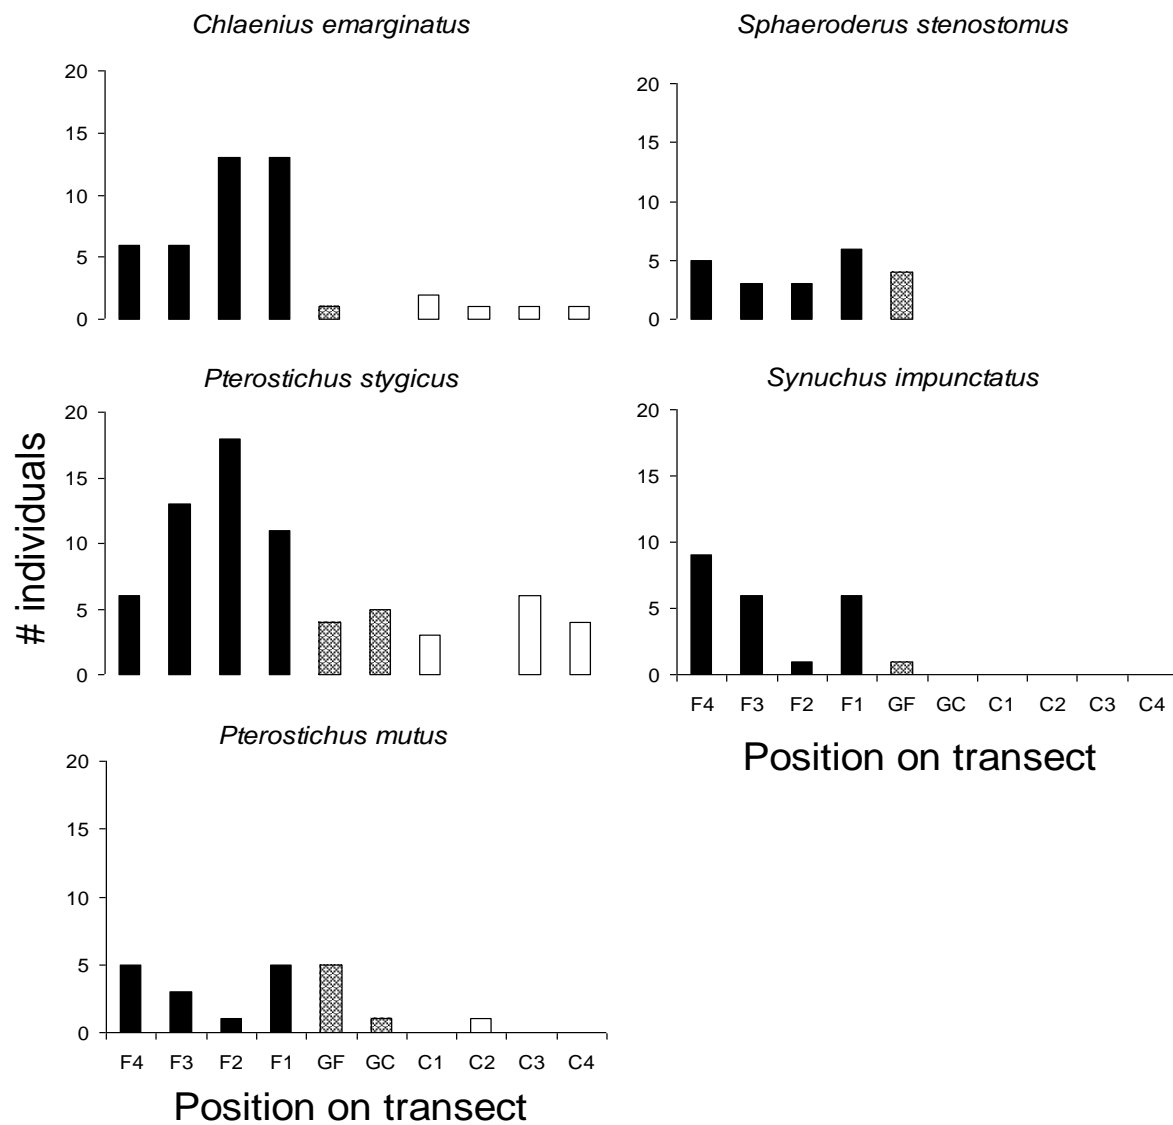 Chlaenius emarginatus
20
15
10
5
0
Sphaeroderus stenostomus
20
15
10
5
0
Pterostichus stygicus
20
15
10
5
0
# individuals
Synuchus impunctatus
20
15
10
5
0
F4 F3 F2 F1 GF GC C1 C2 C3 C4
Position on transect
Pterostichus mutus
20
15
10
5
0
F4 F3 F2 F1 GF GC C1 C2 C3 C4
Position on transect